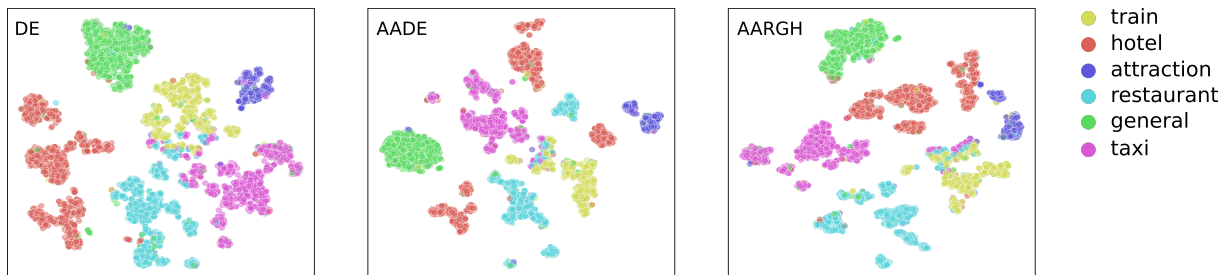 DE
AADE
AARGH
train
hotel
attraction
restaurant
general
taxi